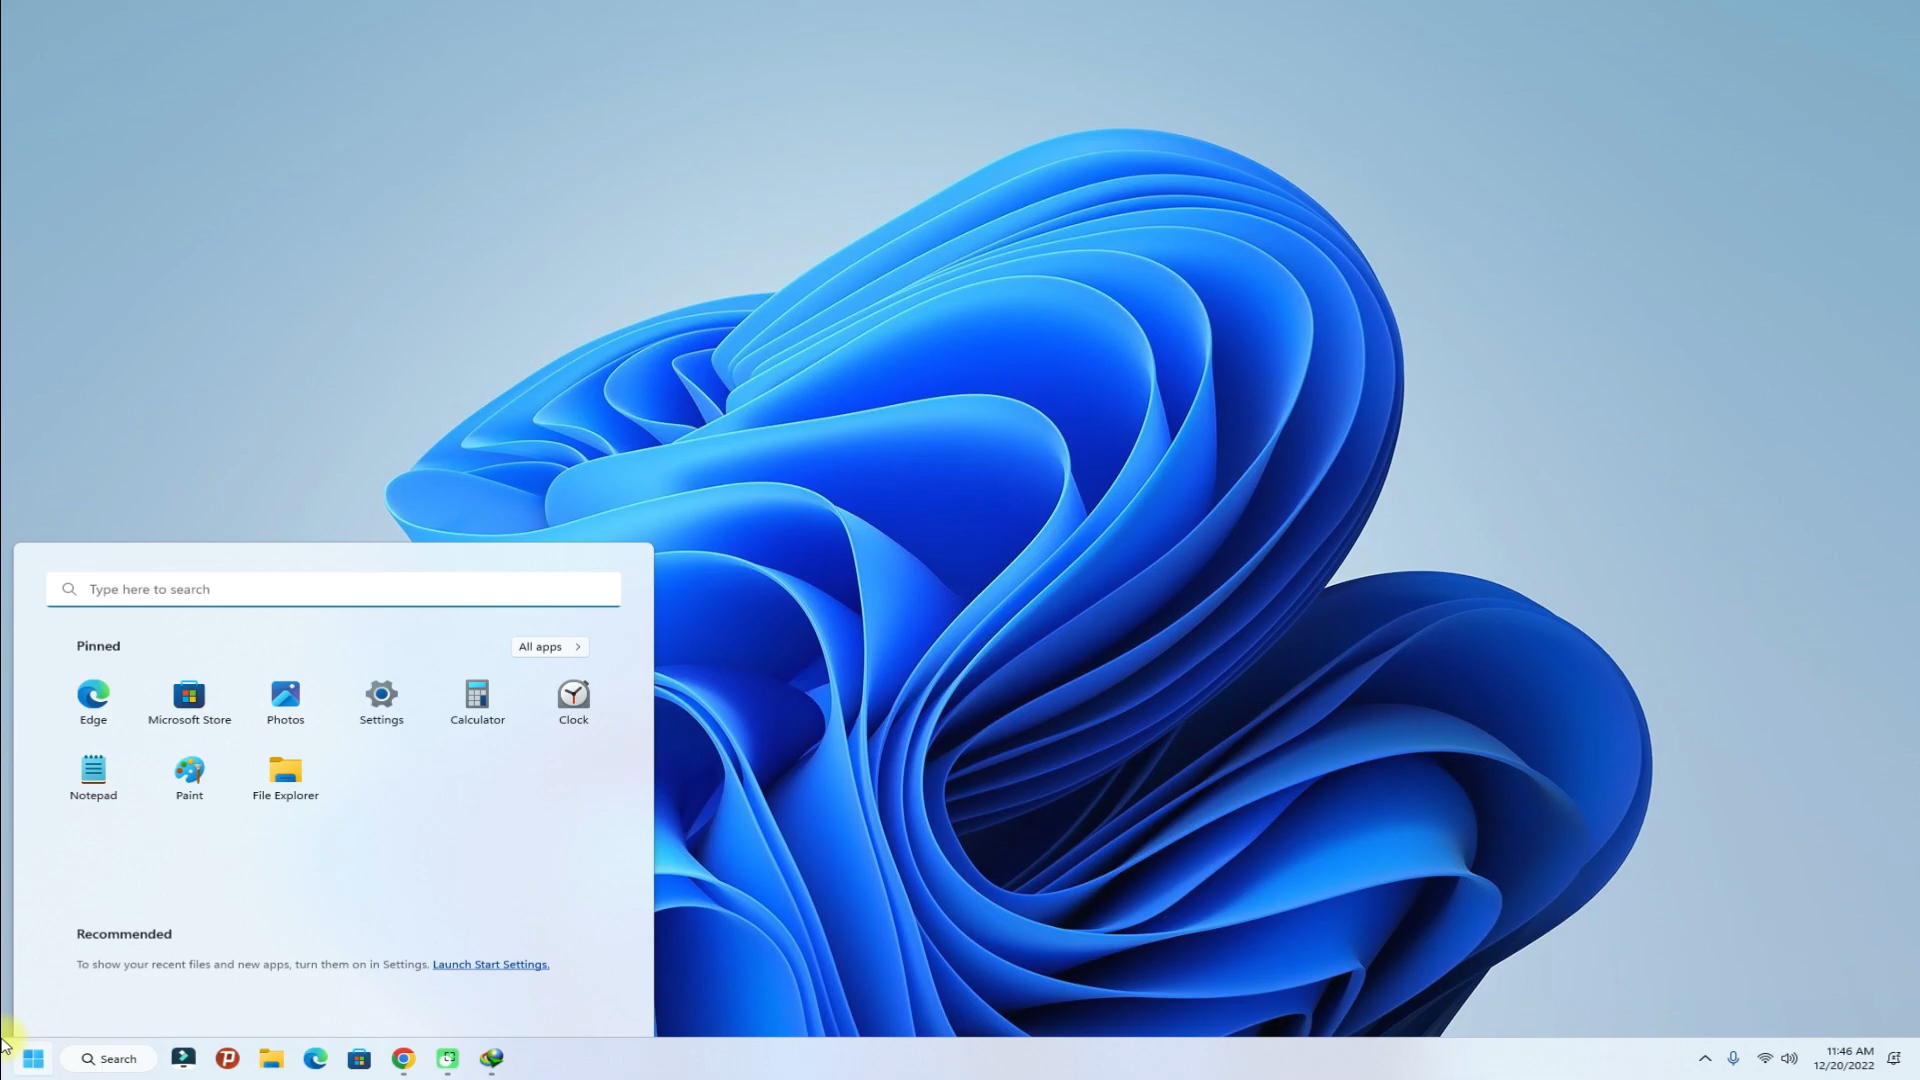 Type here to search
Pinned
All apps
Edge
Microsoft Store
Photos
Settings
Calculator
Clock
Notepad
Paint
File Explorer
Recommended
To show your recent files and new apps, turn them on in Settings. Launch Start Settings.
Search
11:46 AM
12/20/2022